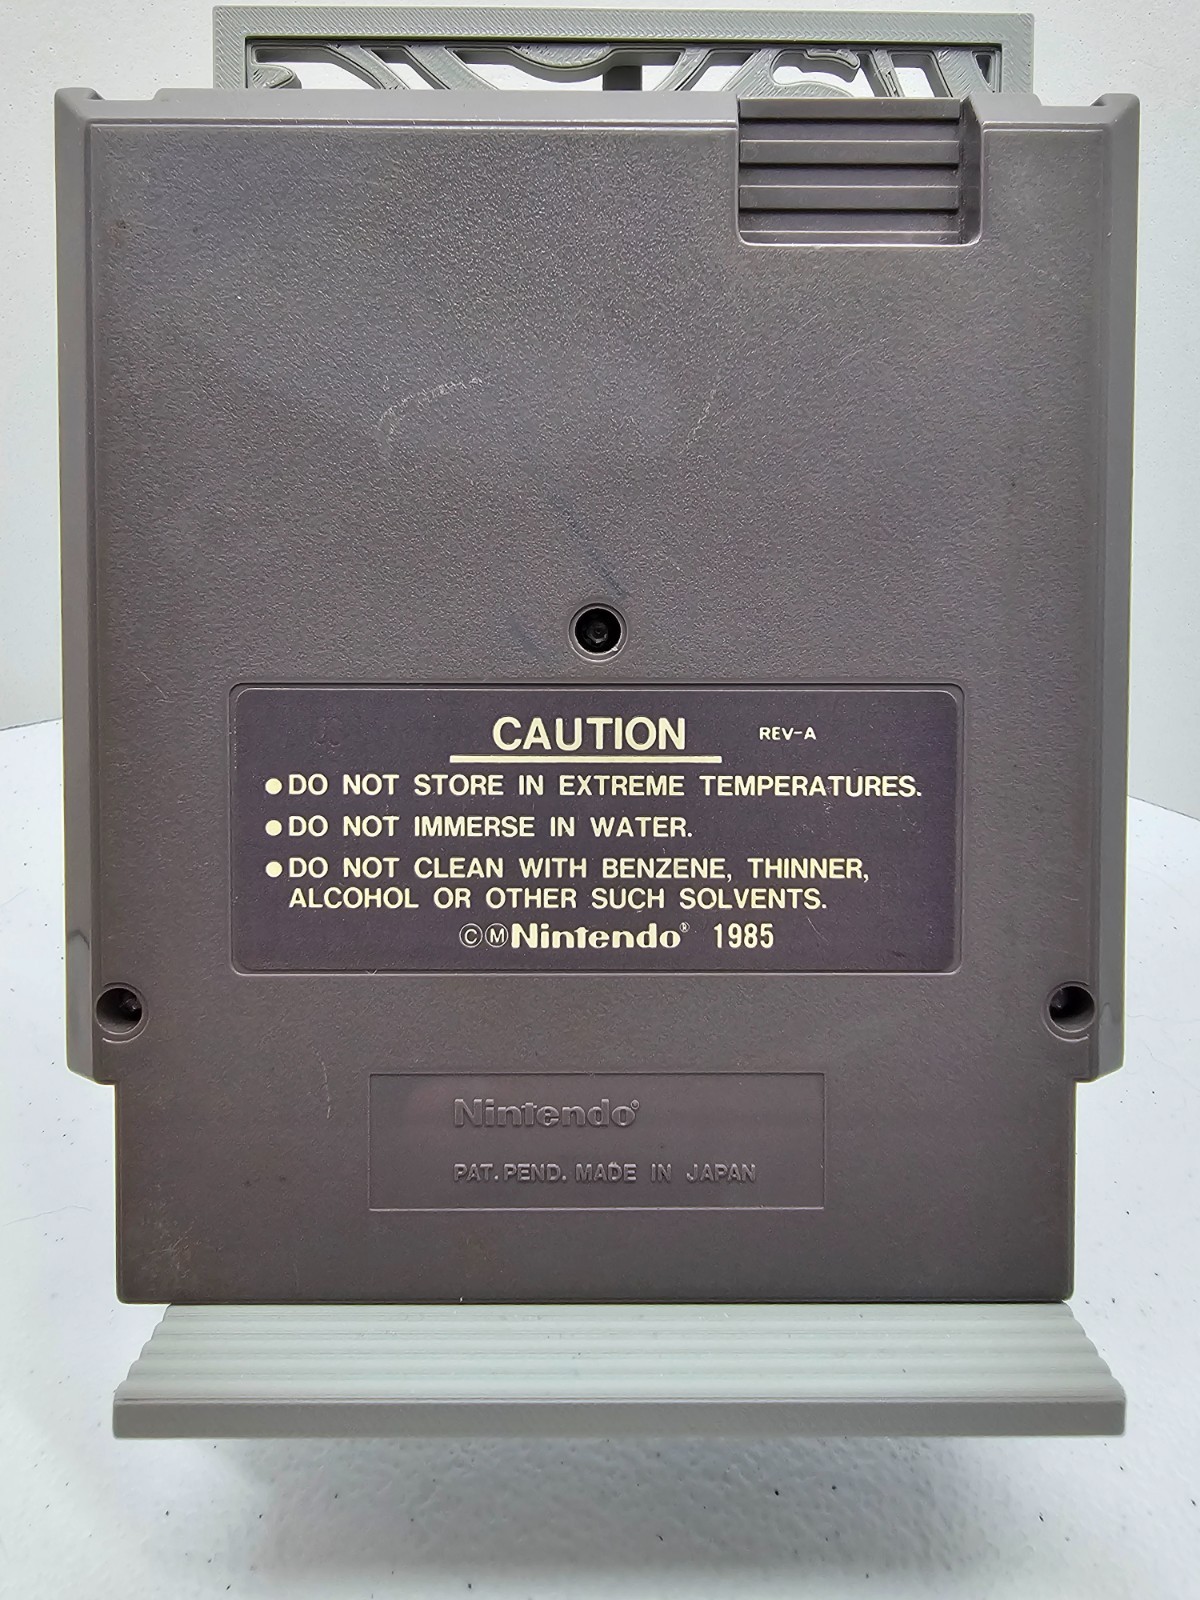 CAUTION REV-A
●DO NOT STORE IN EXTREME TEMPERATURES.
●DO NOT IMMERSE IN WATER.
●DO NOT CLEAN WITH BENZENE, THINNER,
ALCOHOL OR OTHER SUCH SOLVENTS.
©ⓂNintendo® 1985
Nintendo®
PAT. PEND. MADE IN JAPAN